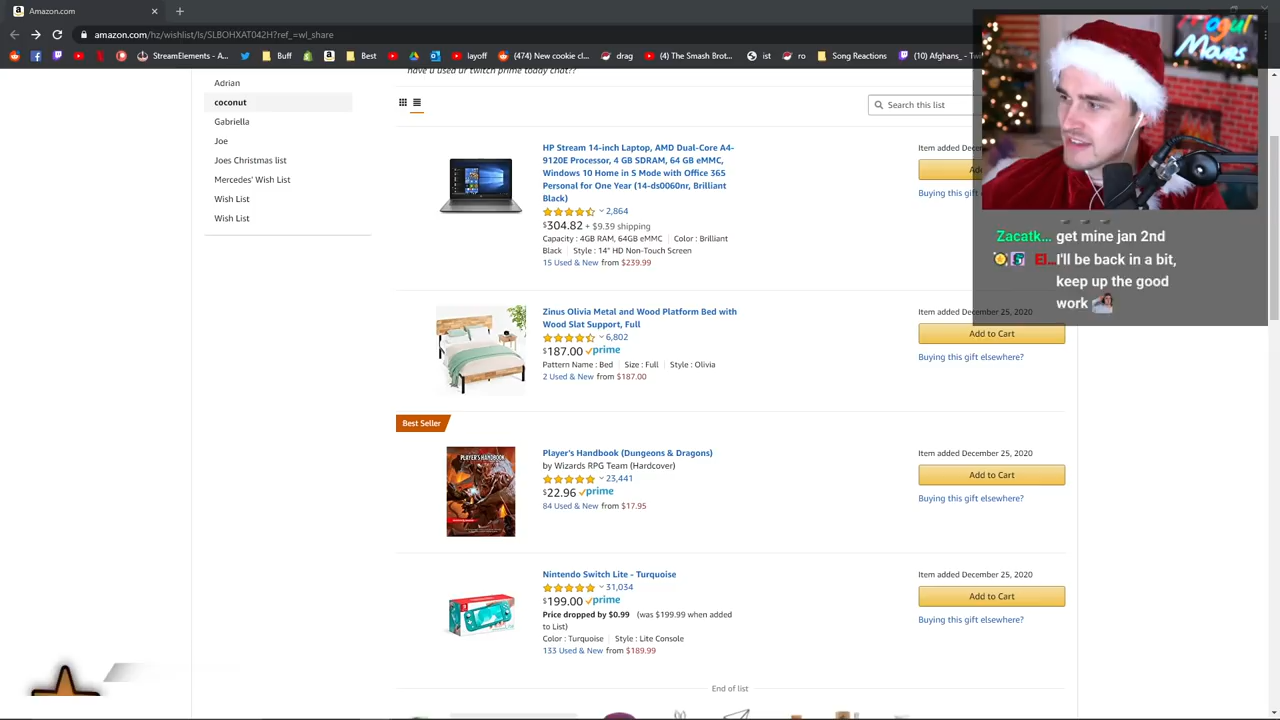 Amazon.com
amazon.com/hz/wishlist/ls/SLBOHXAT042H?ref_=wl_share
StreamElements - T...
Buff
Best
layoff
(474) New cookie cl...
drag
(4) The Smash Brot...
ist
ro
Song Reactions
(10) Afghans_ - Twi
Mogul
Moves
have u used ur twitch prime today chat??
Adrian
coconut
Gabriella
Joe
Joes Christmas list
Mercedes' Wish List
Wish List
Wish List
Search this list
HP Stream 14-inch Laptop, AMD Dual-Core A4-
9120E Processor, 4 GB SDRAM, 64 GB eMMC,
Windows 10 Home in S Mode with Office 365
Personal for One Year (14-ds0060nr, Brilliant
Black)
2,864
$304.82 + $9.39 shipping
Capacity : 4GB RAM, 64GB eMMC | Color : Brilliant
Black | Style : 14" HD Non-Touch Screen
15 Used & New from $239.99
Item added Dece
Buying this gift
Zacatk... get mine jan 2nd
El... I'll be back in a bit,
keep up the good
work
Zinus Olivia Metal and Wood Platform Bed with
Wood Slat Support, Full
6,802
$187.00 prime
Pattern Name : Bed | Size : Full | Style : Olivia
2 Used & New from $187.00
Item added December 25, 2020
Add to Cart
Buying this gift elsewhere?
Best Seller
PLAYER'S HANDBOOK
Player's Handbook (Dungeons & Dragons)
by Wizards RPG Team (Hardcover)
23,441
$22.96 prime
84 Used & New from $17.95
Item added December 25, 2020
Add to Cart
Buying this gift elsewhere?
Nintendo Switch Lite - Turquoise
31,034
$199.00 prime
Price dropped by $0.99 (was $199.99 when added
to List)
Color : Turquoise | Style : Lite Console
133 Used & New from $189.99
Item added December 25, 2020
Add to Cart
Buying this gift elsewhere?
End of list